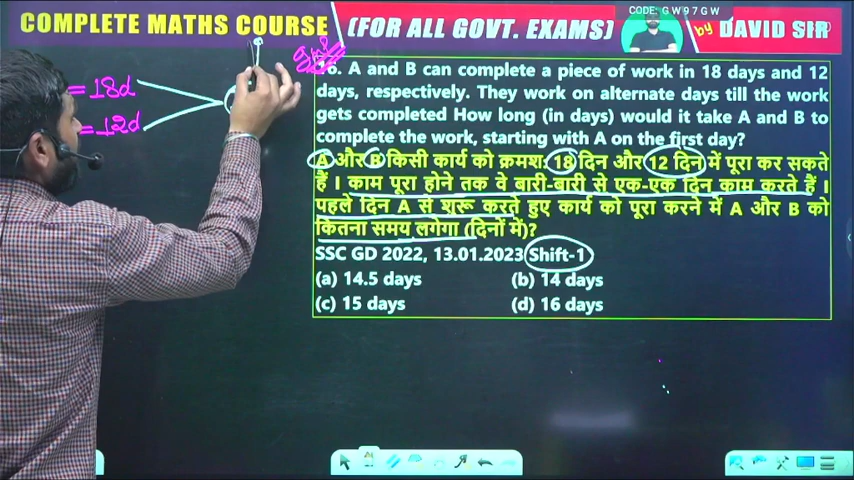 COMPLETE MATHS COURSE (FOR ALL GOVT. EXAMS) by DAVID SIR
CODE: GW97GW
= 18d
= 12d
16. A and B can complete a piece of work in 18 days and 12
days, respectively. They work on alternate days till the work
gets completed How long (in days) would it take A and B to
complete the work, starting with A on the first day?
A और B किसी कार्य को क्रमश: 18 दिन और 12 दिन में पूरा कर सकते
हैं । काम पूरा होने तक वे बारी-बारी से एक-एक दिन काम करते हैं ।
पहले दिन A से शुरू करते हुए कार्य को पूरा करने में A और B को
कितना समय लगेगा (दिनों में)?
SSC GD 2022, 13.01.2023 Shift-1
(a) 14.5 days (b) 14 days
(c) 15 days (d) 16 days